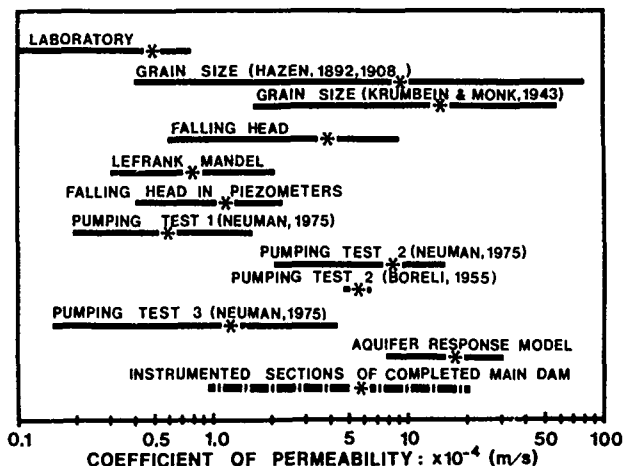 LABORATORY
GRAIN SIZE (HAZEN, 1892,1908,)
GRAIN SIZE (KRUMBEIN & MONK, 1943)
FALLING HEAD
LEFRANK MANDEL
FALLING HEAD IN PIEZOMETERS
PUMPING TEST 1 (NEUMAN, 1975)
PUMPING TEST 2 (NEUMAN, 1975)
PUMPING TEST 2 (BORELI, 1955)
PUMPING TEST 3 (NEUMAN, 1975)
AQUIFER RESPONSE MODEL
INSTRUMENTED SECTIONS OF COMPLETED MAIN DAM
0.1 0.5 1.0 5 10 50 100
COEFFICIENT OF PERMEABILITY: x10⁻⁴ (m/s)